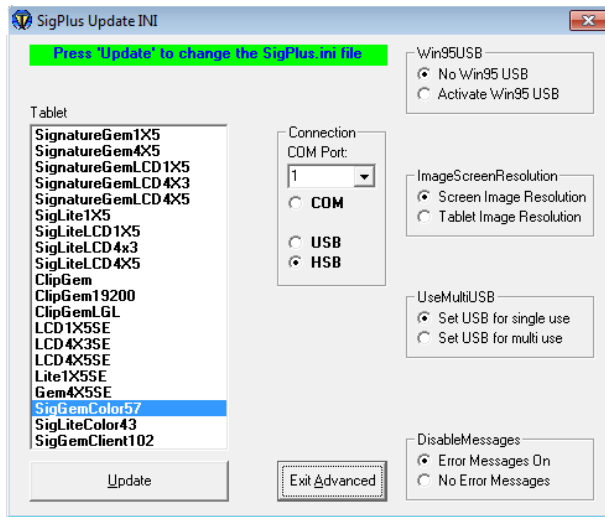 SigPlus Update INI
Press 'Update' to change the SigPlus.ini file
Tablet
SignatureGem1X5
SignatureGem4X5
SignatureGemLCD1X5
SignatureGemLCD4X3
SignatureGemLCD4X5
SigLite1X5
SigLiteLCD1X5
SigLiteLCD4x3
SigLiteLCD4X5
ClipGem
ClipGem19200
ClipGemLGL
LCD1X5SE
LCD4X3SE
LCD4X5SE
Lite1X5SE
Gem4X5SE
SigGemColor57
SigLiteColor43
SigGemClient102
Update
Connection
COM Port:
1
COM
USB
HSB
Exit Advanced
Win95USB
No Win95 USB
Activate Win95 USB
ImageScreenResolution
Screen Image Resolution
Tablet Image Resolution
UseMultiUSB
Set USB for single use
Set USB for multi use
DisableMessages
Error Messages On
No Error Messages